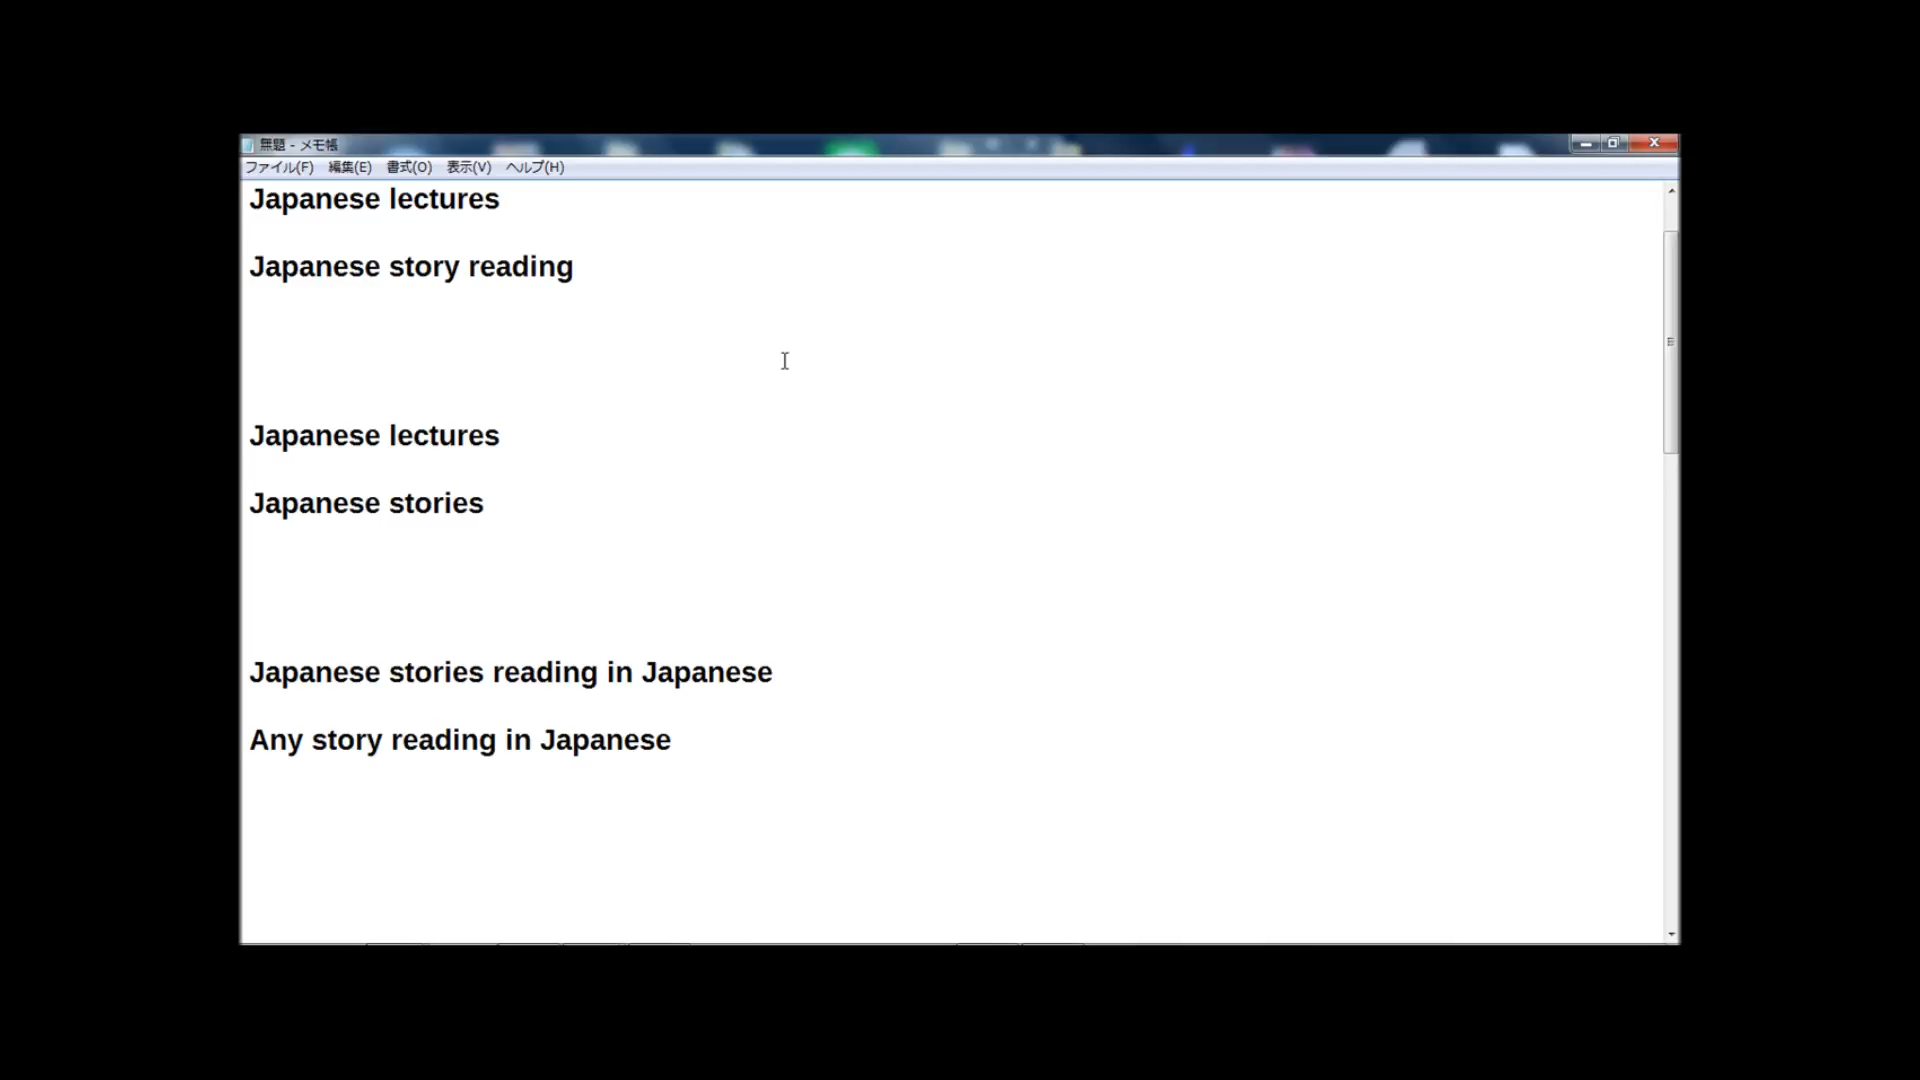 無題 - メモ帳
ファイル(F) 編集(E) 書式(O) 表示(V) ヘルプ(H)
Japanese lectures
Japanese story reading
Japanese lectures
Japanese stories
Japanese stories reading in Japanese
Any story reading in Japanese